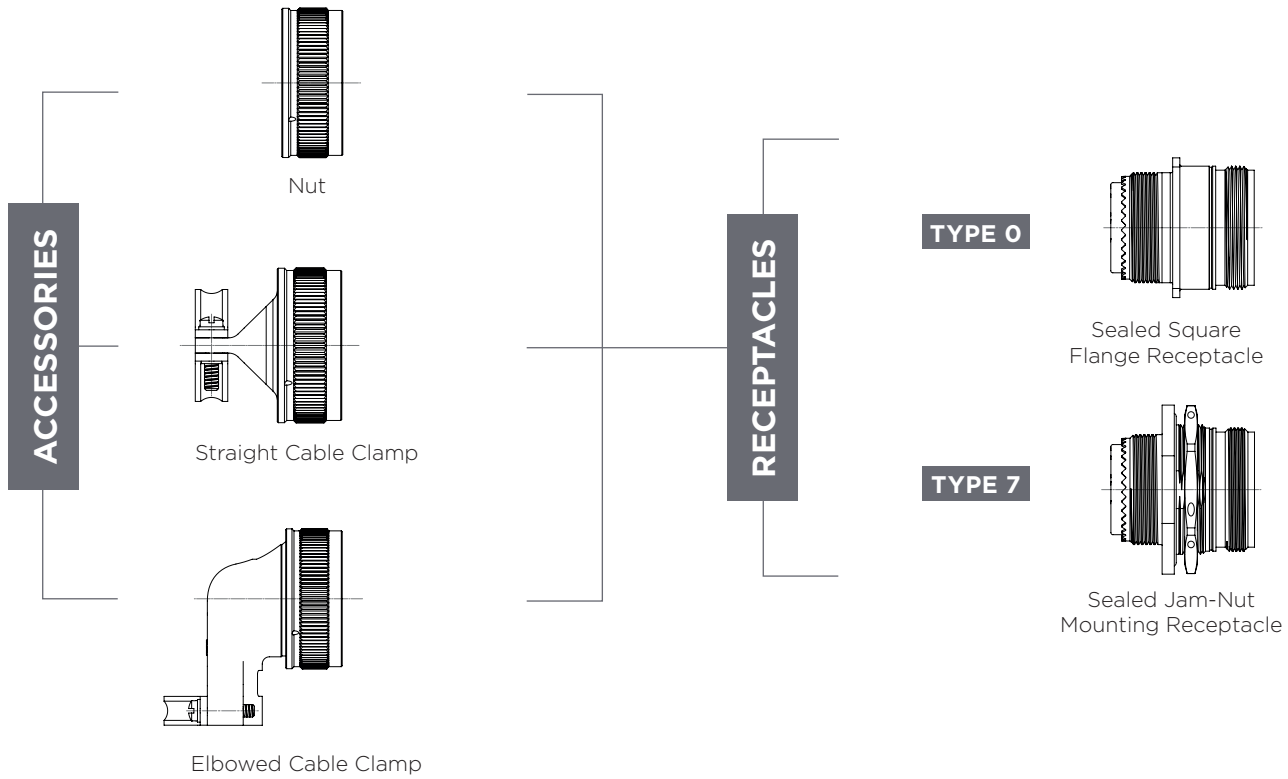 ACCESSORIES
Nut
Straight Cable Clamp
Elbowed Cable Clamp
RECEPTACLES
TYPE 0
Sealed Square
Flange Receptacle
TYPE 7
Sealed Jam-Nut
Mounting Receptacle